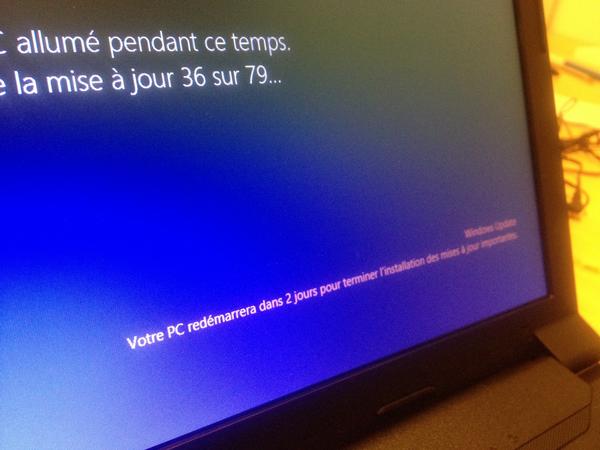 C allumé pendant ce temps.
e la mise à jour 36 sur 79...
Windows Update
Votre PC redémarrera dans 2 jours pour terminer l'installation des mises à jour importantes.